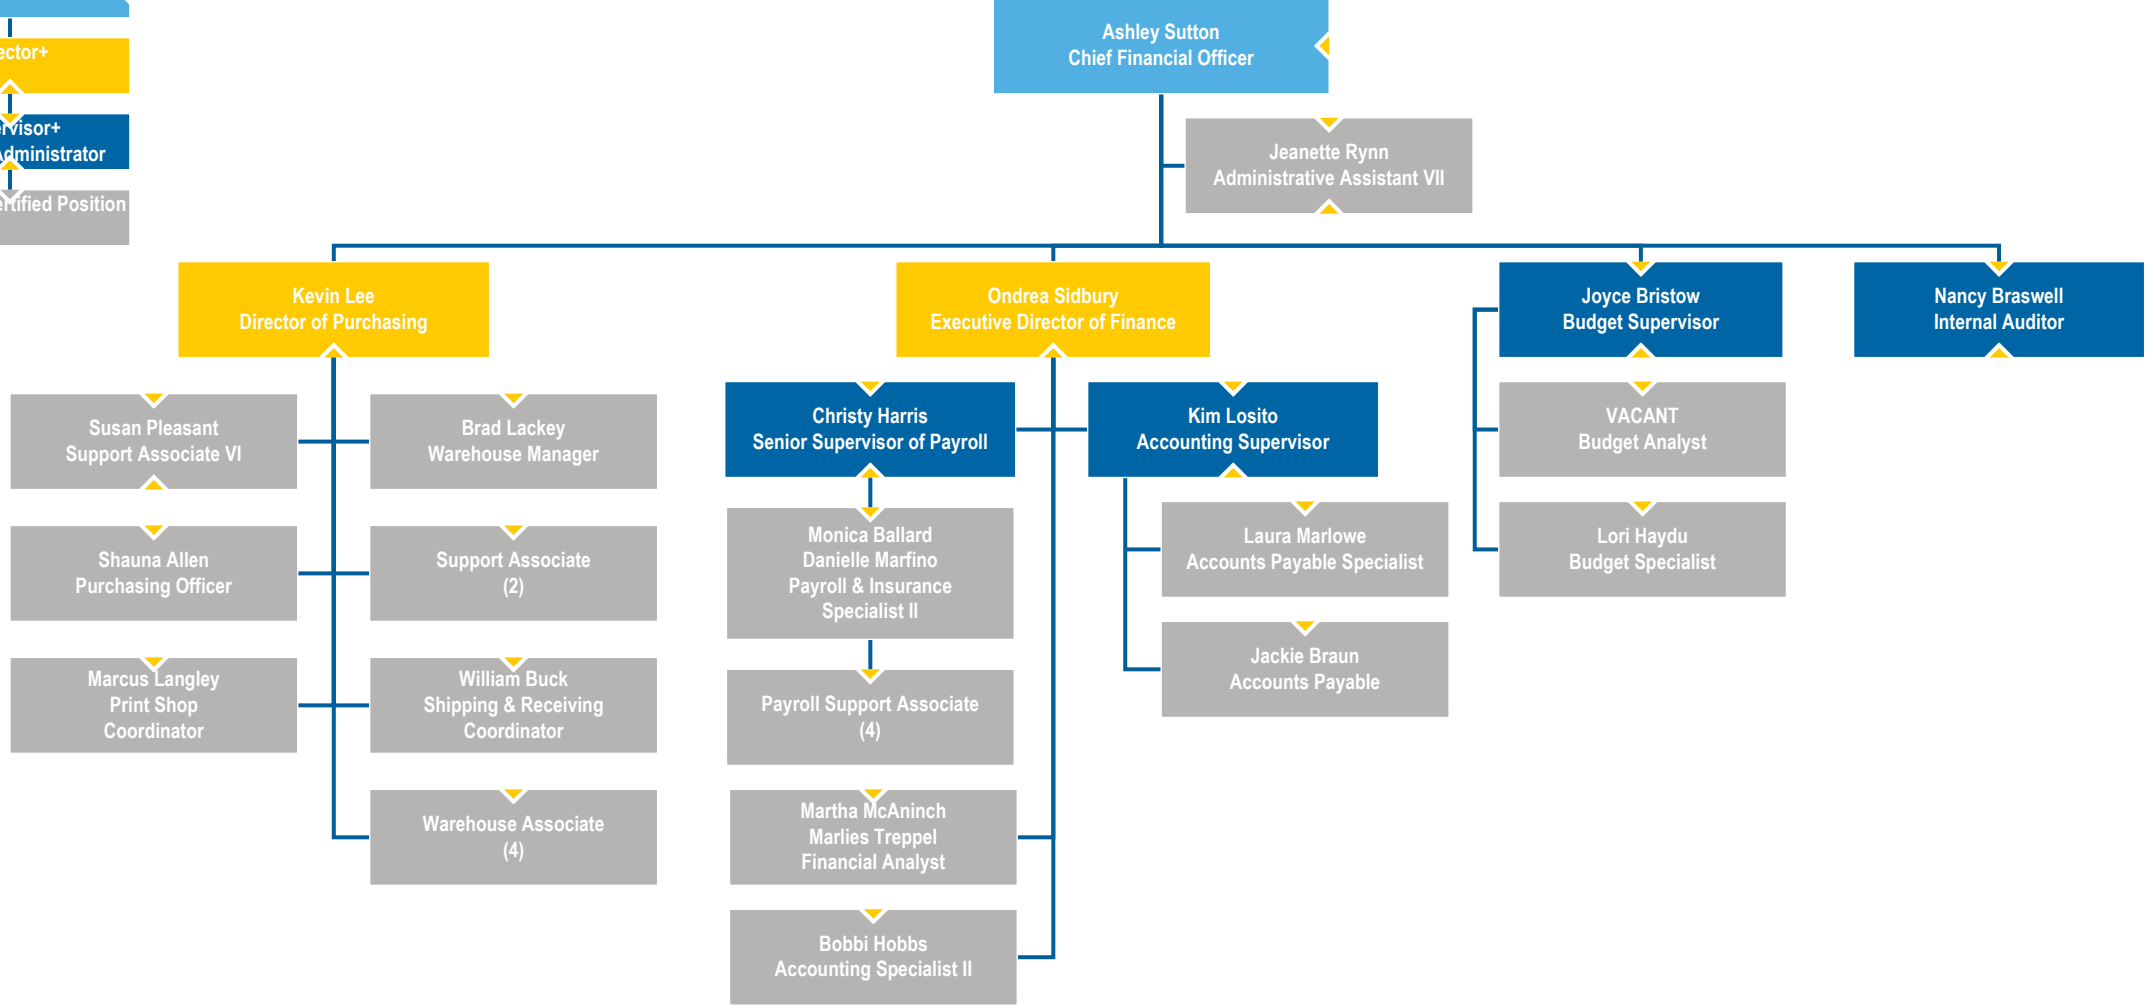 Ashley Sutton
Chief Financial Officer
Administrator
Position
Jeanette Rynn
Administrative Assistant VII
Kevin Lee
Director of Purchasing
Ondrea Sidbury
Executive Director of Finance
Joyce Bristow
Budget Supervisor
Nancy Braswell
Internal Auditor
Susan Pleasant
Support Associate VI
Brad Lackey
Warehouse Manager
Shauna Allen
Purchasing Officer
Support Associate
(2)
Marcus Langley
Print Shop
Coordinator
William Buck
Shipping & Receiving
Coordinator
Warehouse Associate
(4)
Christy Harris
Senior Supervisor of Payroll
Kim Losito
Accounting Supervisor
Monica Ballard
Danielle Marfino
Payroll & Insurance
Specialist II
Payroll Support Associate
(4)
Martha McAninch
Marlies Treppel
Financial Analyst
Bobbi Hobbs
Accounting Specialist II
Laura Marlowe
Accounts Payable Specialist
Jackie Braun
Accounts Payable
VACANT
Budget Analyst
Lori Haydu
Budget Specialist